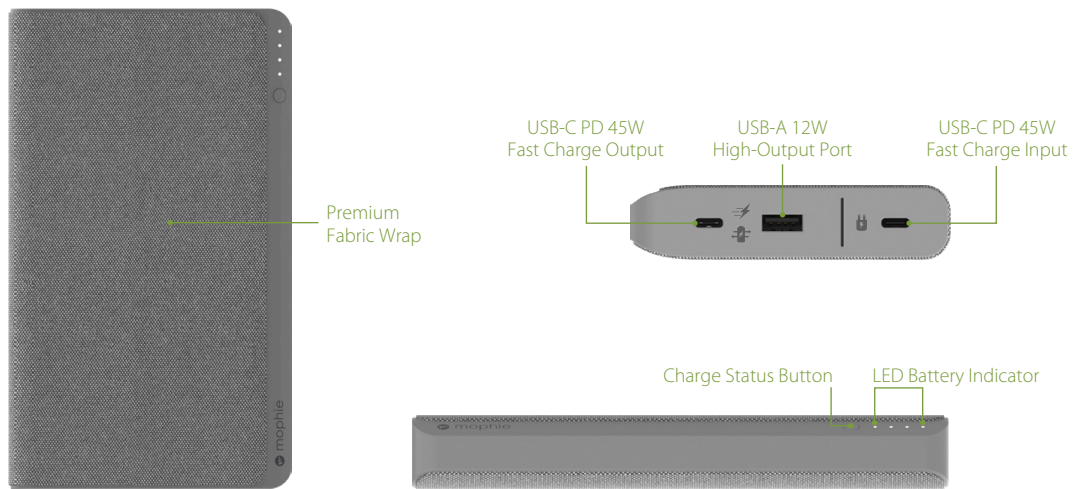 USB-C PD 45W
Fast Charge Output
USB-A 12W
High-Output Port
USB-C PD 45W
Fast Charge Input
Premium
Fabric Wrap
Charge Status Button
LED Battery Indicator
mophie
mophie